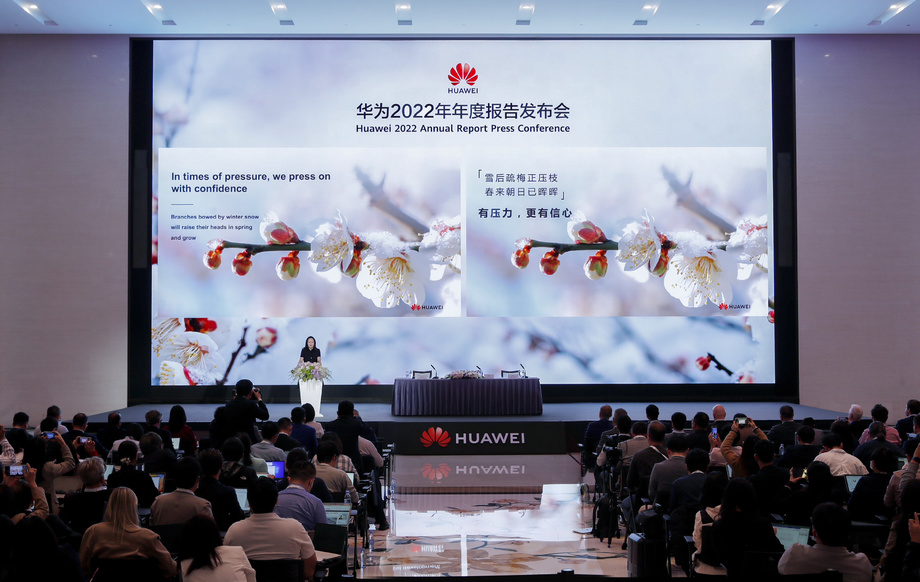 HUAWEI
华为2022年年度报告发布会
Huawei 2022 Annual Report Press Conference
In times of pressure, we press on
with confidence
Branches bowed by winter snow
will raise their heads in spring
and grow
HUAWEI
「雪后疏梅正压枝
春来朝日已晖晖」
有压力，更有信心
HUAWEI
HUAWEI